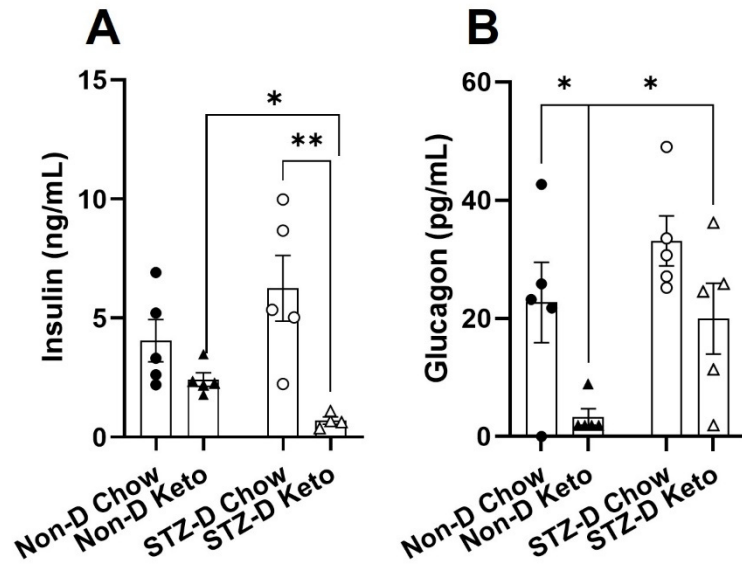 A
Insulin (ng/mL)
15
10
5
0
*
**
Non-D Chow
Non-D Keto
STZ-D Chow
STZ-D Keto
B
Glucagon (pg/mL)
60
40
20
0
*
*
Non-D Chow
Non-D Keto
STZ-D Chow
STZ-D Keto